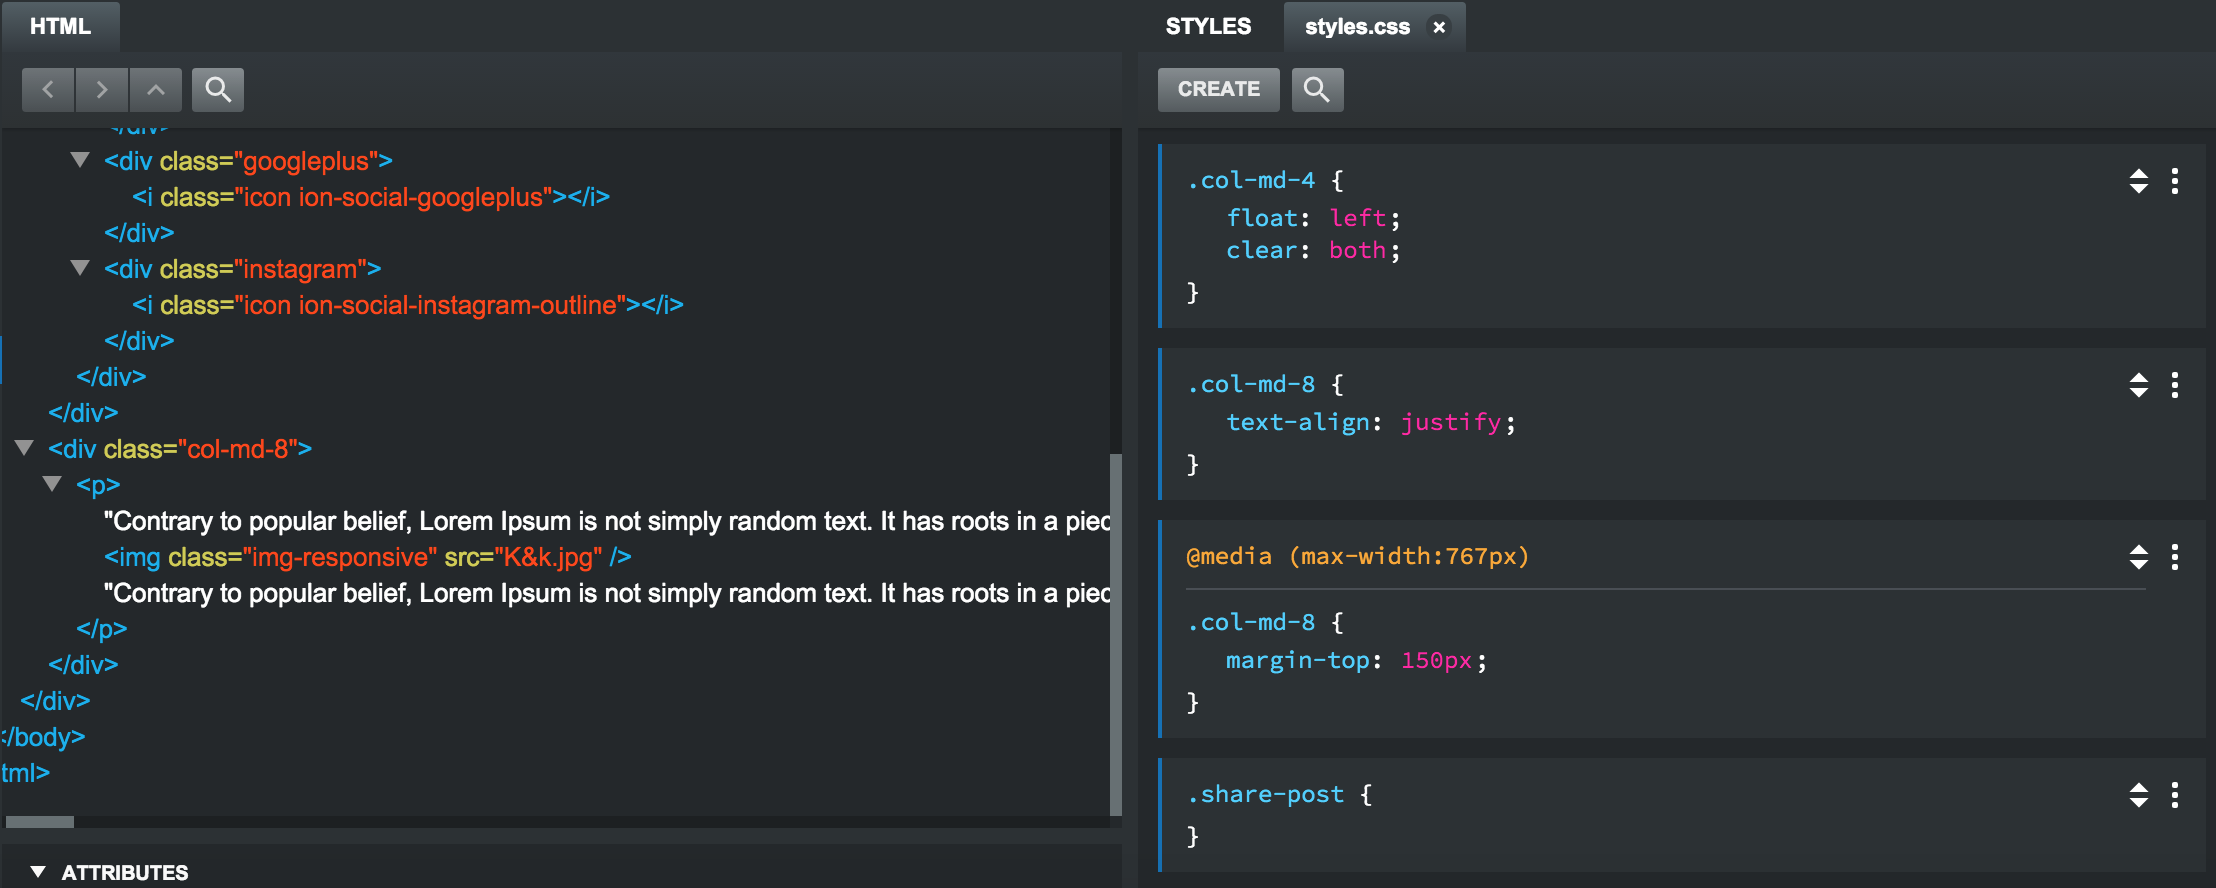 HTML
</div>
<div class="googleplus">
<i class="icon ion-social-googleplus"></i>
</div>
<div class="instagram">
<i class="icon ion-social-instagram-outline"></i>
</div>
</div>
</div>
<div class="col-md-8">
<p>
"Contrary to popular belief, Lorem Ipsum is not simply random text. It has roots in a piec
<img class="img-responsive" src="K&k.jpg" />
"Contrary to popular belief, Lorem Ipsum is not simply random text. It has roots in a piec
</p>
</div>
</div>
</body>
tml>
ATTRIBUTES
STYLES styles.css ×
CREATE
.col-md-4 {
float: left;
clear: both;
}
.col-md-8 {
text-align: justify;
}
@media (max-width:767px)
.col-md-8 {
margin-top: 150px;
}
.share-post {
}